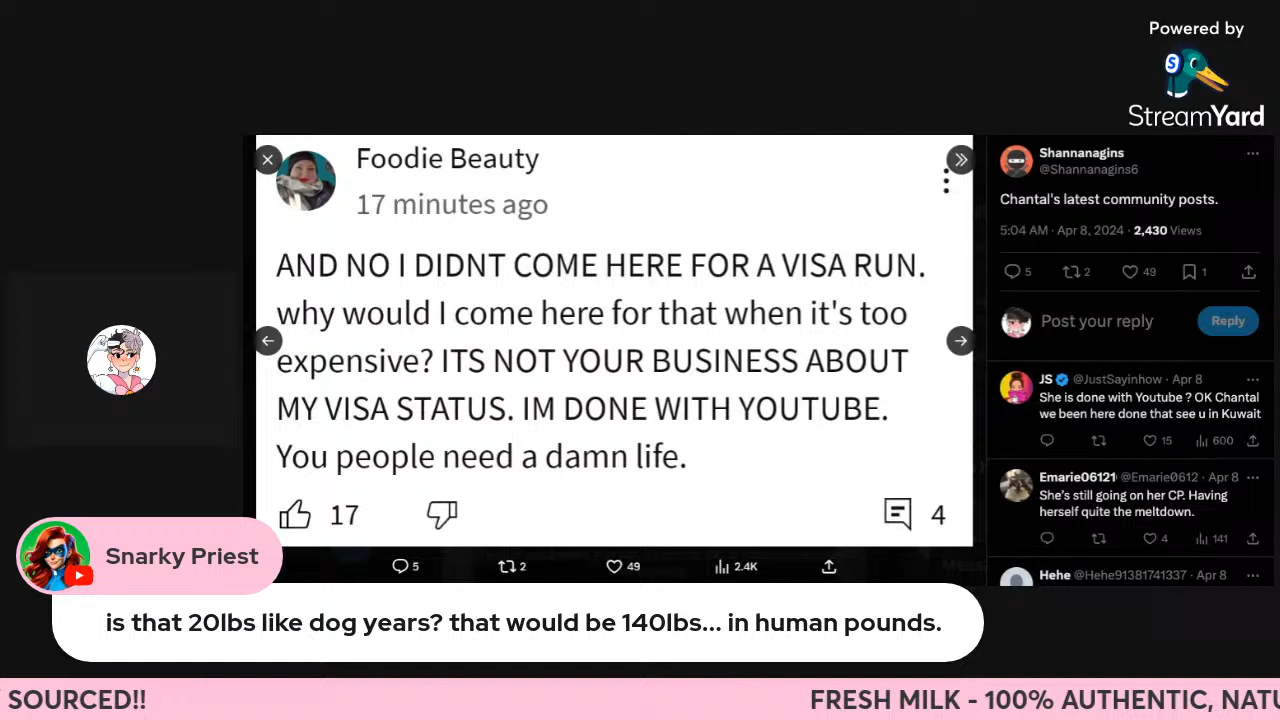 Powered by
StreamYard
Foodie Beauty
17 minutes ago
AND NO I DIDNT COME HERE FOR A VISA RUN.
why would I come here for that when it's too
expensive? ITS NOT YOUR BUSINESS ABOUT
MY VISA STATUS. IM DONE WITH YOUTUBE.
You people need a damn life.
17
4
5
2
49
2.4K
Shannanagins
@Shannanagins6
Chantal's latest community posts.
5:04 AM · Apr 8, 2024 · 2,430 Views
5
2
49
1
Post your reply
Reply
JS @JustSayinhow · Apr 8
She is done with Youtube ? OK Chantal
we been here done that see u in Kuwait
15
600
Emarie06121 @Emarie0612 · Apr 8
She's still going on her CP. Having
herself quite the meltdown.
4
141
Hehe @Hehe91381741337 · Apr 8
Snarky Priest
is that 20lbs like dog years? that would be 140lbs... in human pounds.
SOURCED!!
FRESH MILK - 100% AUTHENTIC, NATU